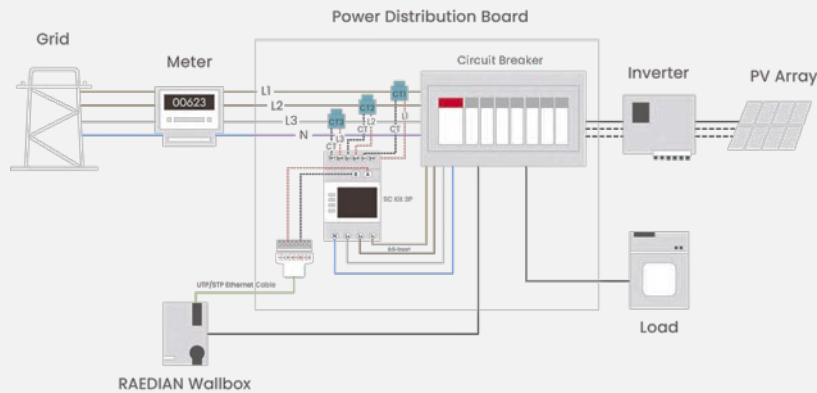 Power Distribution Board
Grid
Meter
Circuit Breaker
Inverter
PV Array
00623
L1
L2
L3
N
CT1
CT2
CT3
L1
L2
L3
CT
CT
CT
B
A
SC Kit 3P
UTP/STP Ethernet Cable
Load
RAEDIAN Wallbox